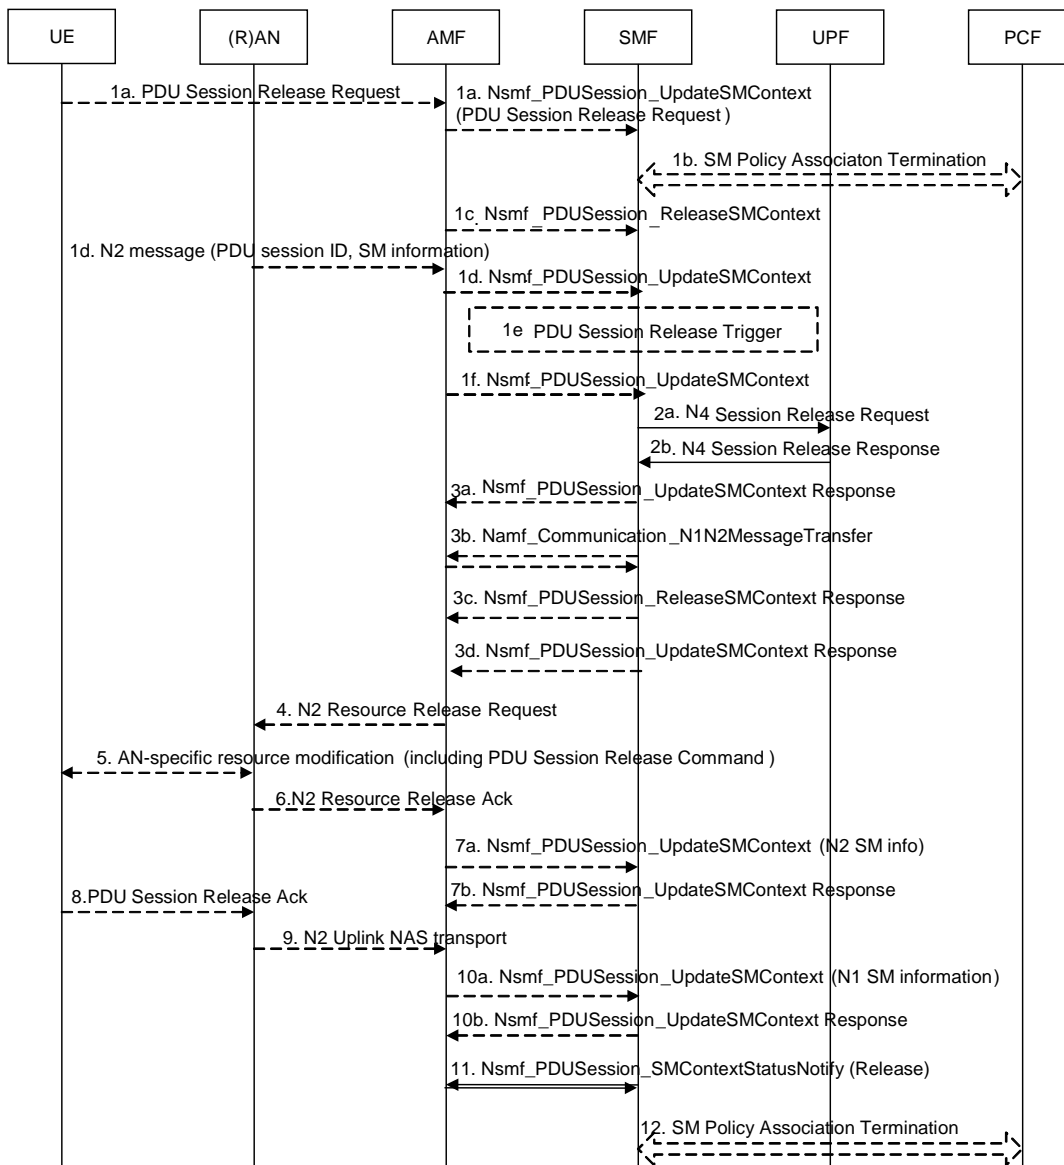 UE
(R)AN
AMF
SMF
UPF
PCF
1a. PDU Session Release Request
1a. Nsmf_PDUSession_UpdateSMContext
(PDU Session Release Request )
1b. SM Policy Associaton Termination
1c. Nsmf_PDUSession_ReleaseSMContext
1d. N2 message (PDU session ID, SM information)
1d. Nsmf_PDUSession_UpdateSMContext
1e PDU Session Release Trigger
1f. Nsmf_PDUSession_UpdateSMContext
2a. N4 Session Release Request
2b. N4 Session Release Response
3a. Nsmf_PDUSession_UpdateSMContext Response
3b. Namf_Communication_N1N2MessageTransfer
3c. Nsmf_PDUSession_ReleaseSMContext Response
3d. Nsmf_PDUSession_UpdateSMContext Response
4. N2 Resource Release Request
5. AN-specific resource modification (including PDU Session Release Command )
6.N2 Resource Release Ack
7a. Nsmf_PDUSession_UpdateSMContext (N2 SM info)
7b. Nsmf_PDUSession_UpdateSMContext Response
8.PDU Session Release Ack
9. N2 Uplink NAS transport
10a. Nsmf_PDUSession_UpdateSMContext (N1 SM information)
10b. Nsmf_PDUSession_UpdateSMContext Response
11. Nsmf_PDUSession_SMContextStatusNotify (Release)
12. SM Policy Association Termination